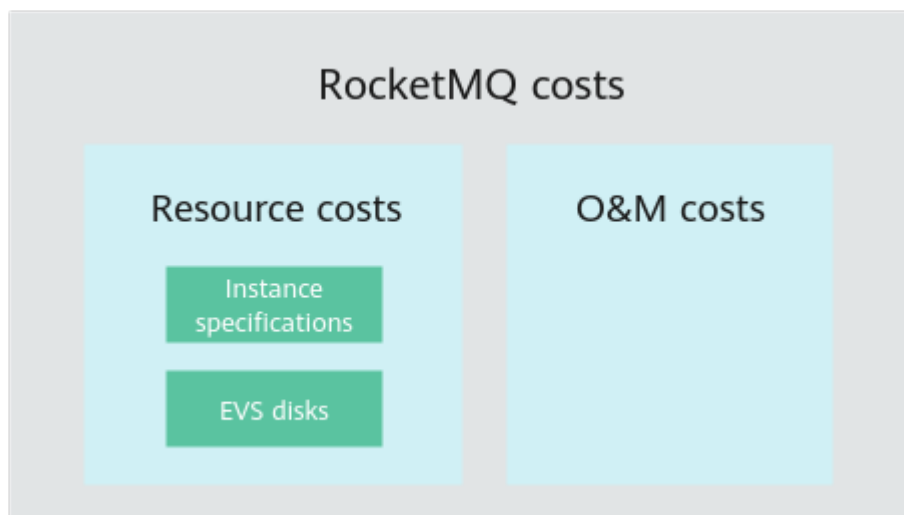 RocketMQ costs
Resource costs
Instance
specifications
EVS disks
O&M costs